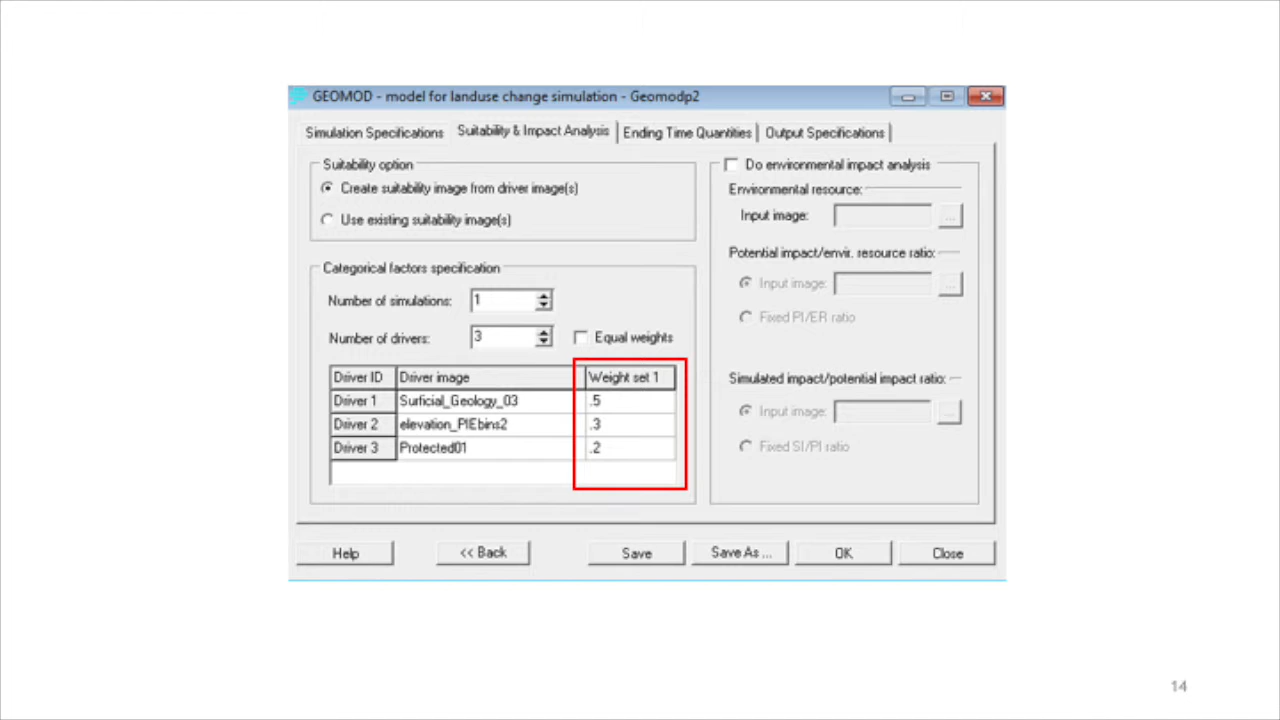 GEOMOD - model for landuse change simulation - Geomodp2
Simulation Specifications Suitability & Impact Analysis Ending Time Quantities Output Specifications
Suitability option
Create suitability image from driver image(s)
Use existing suitability image(s)
Categorical factors specification
Number of simulations: 1
Number of drivers: 3 Equal weights
Driver ID Driver image Weight set 1
Driver 1 Surficial_Geology_03 .5
Driver 2 elevation_PIEbins2 .3
Driver 3 Protected01 .2
Do environmental impact analysis
Environmental resource:
Input image: ...
Potential impact/envir. resource ratio:
Input image: ...
Fixed PI/ER ratio
Simulated impact/potential impact ratio:
Input image: ...
Fixed SI/PI ratio
Help << Back Save Save As ... OK Close
14